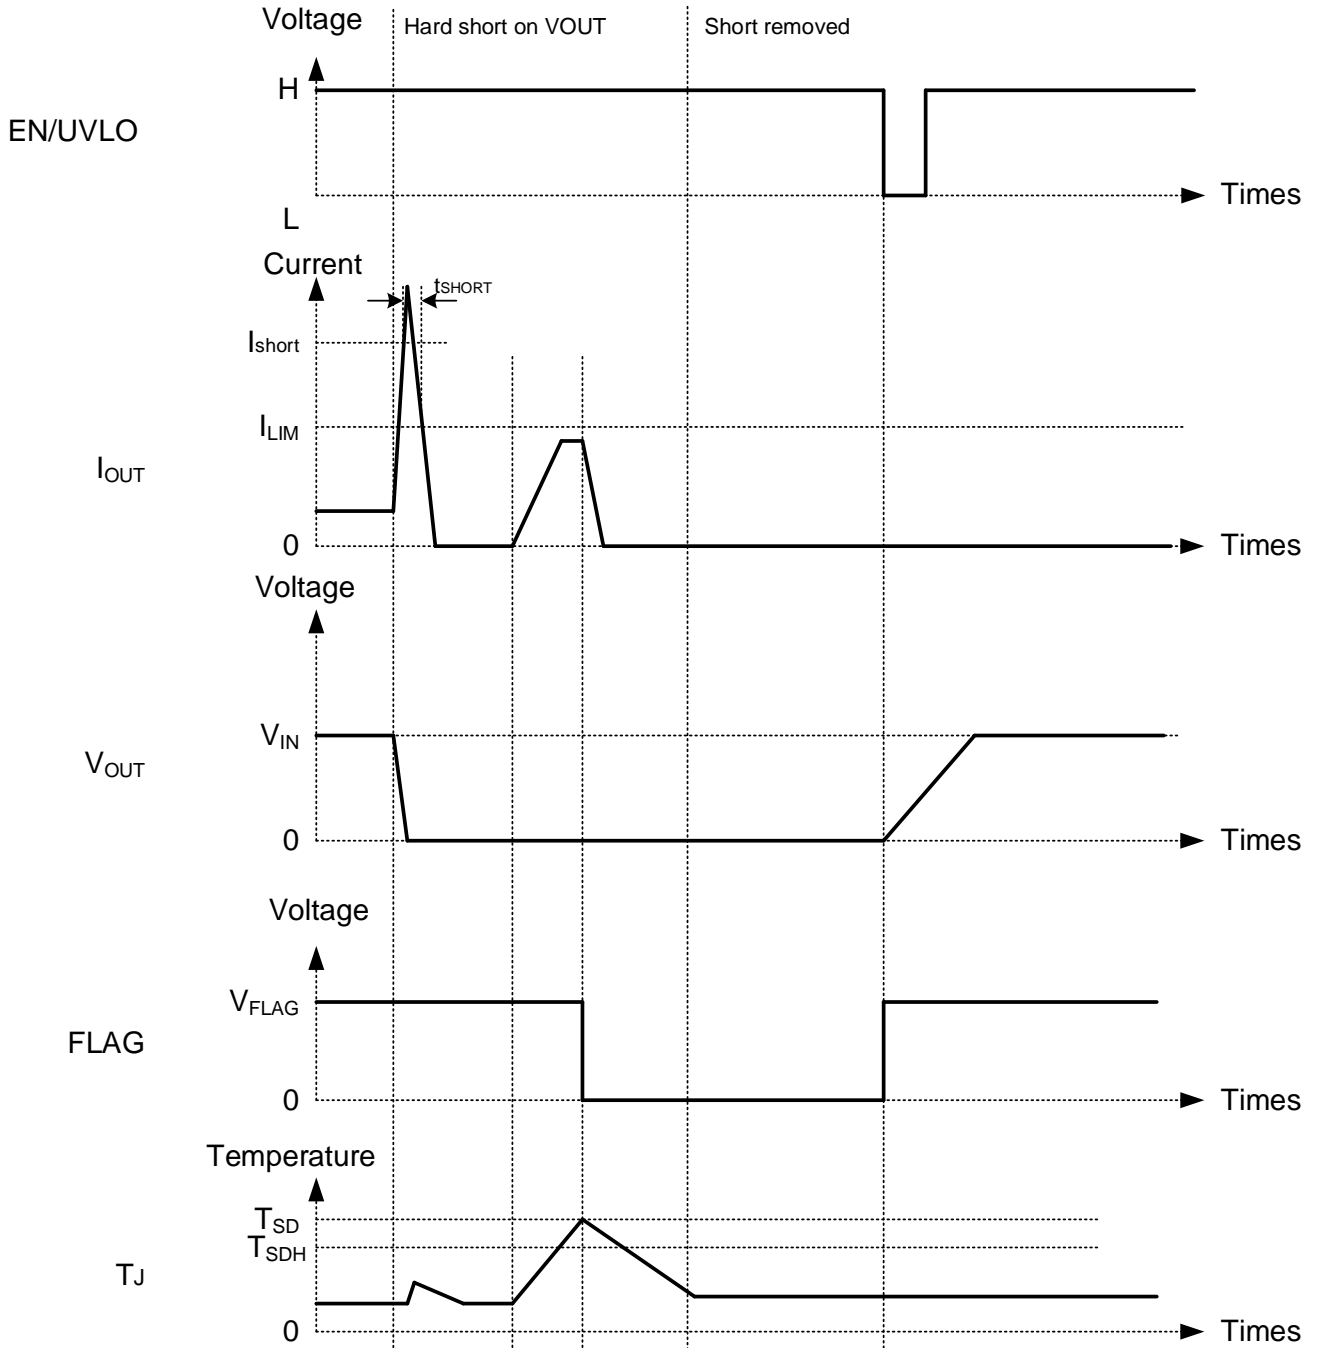 Voltage
Hard short on VOUT
Short removed
H
EN/UVLO
Times
L
Current
tSHORT
Ishort
ILIM
IOUT
0
Times
Voltage
VIN
VOUT
0
Times
Voltage
VFLAG
FLAG
0
Times
Temperature
TSD
TSDH
TJ
0
Times